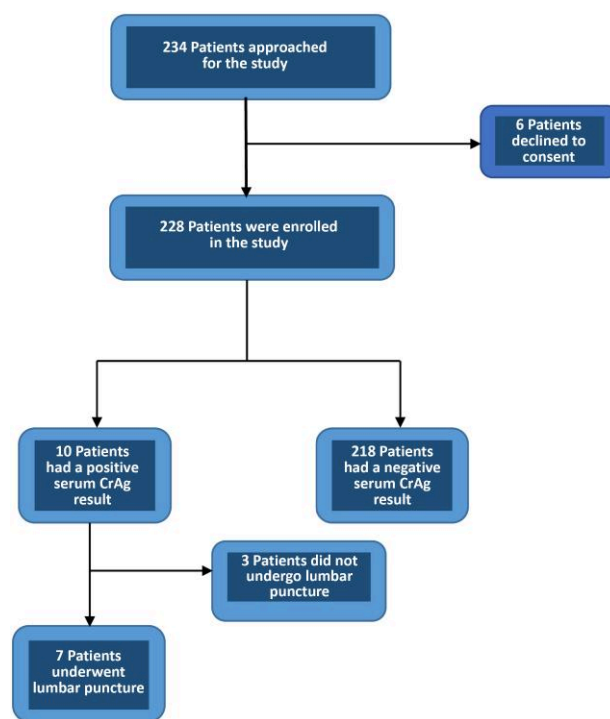 234 Patients approached
for the study
6 Patients
declined to
consent
228 Patients were enrolled
in the study
10 Patients
had a positive
serum CrAg
result
218 Patients
had a negative
serum CrAg
result
3 Patients did not
undergo lumbar
puncture
7 Patients
underwent
lumbar puncture